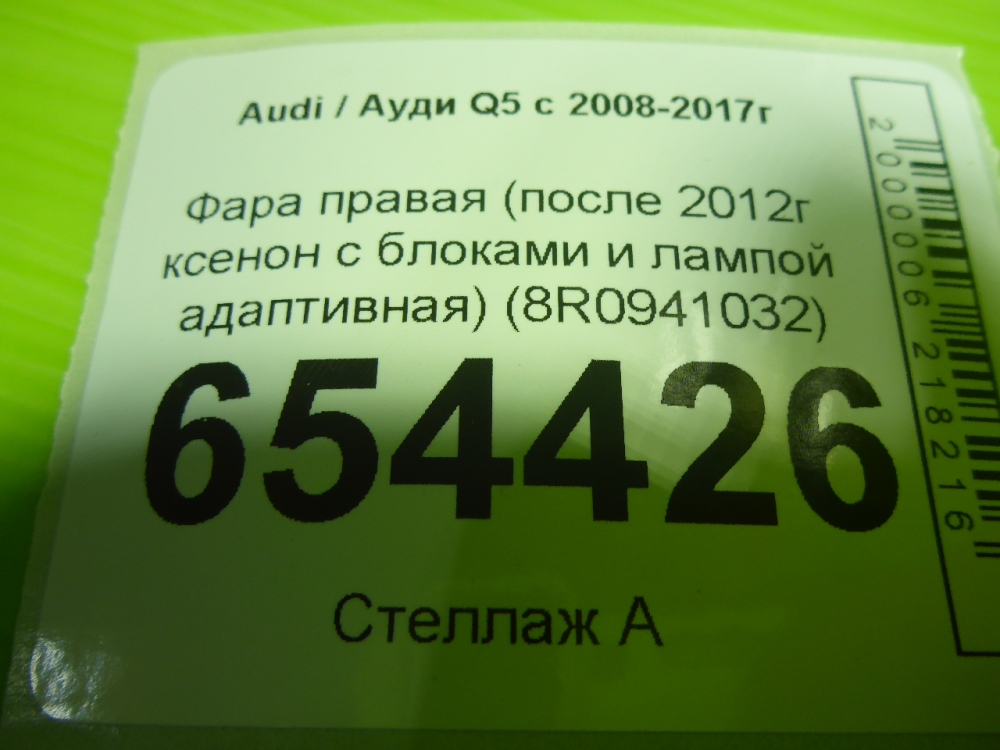 Audi / Ауди Q5 с 2008-2017г
Фара правая (после 2012г
ксенон с блоками и лампой
адаптивная) (8R0941032)
654426
Стеллаж А
2000006218216